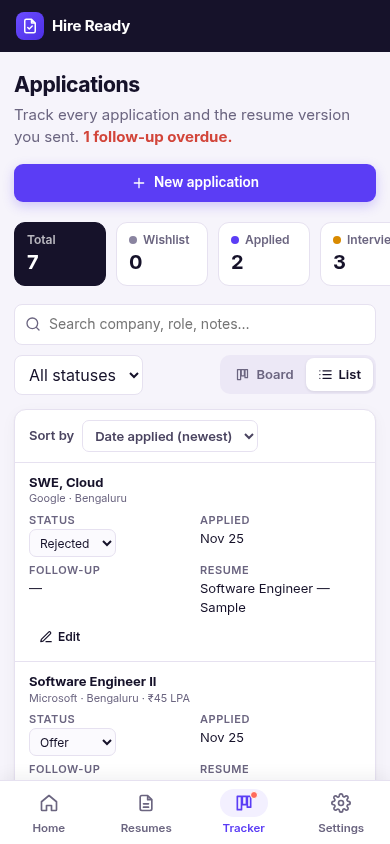 Hire Ready
Applications
Track every application and the resume version
you sent. 1 follow-up overdue.
New application
Total
7
Wishlist
0
Applied
2
Intervie
3
Search company, role, notes...
All statuses
Board
List
Sort by
Date applied (newest)
SWE, Cloud
Google · Bengaluru
STATUS
APPLIED
Rejected
Nov 25
FOLLOW-UP
RESUME
—
Software Engineer —
Sample
Edit
Software Engineer II
Microsoft · Bengaluru · ₹45 LPA
STATUS
APPLIED
Offer
Nov 25
FOLLOW-UP
RESUME
Home
Resumes
Tracker
Settings